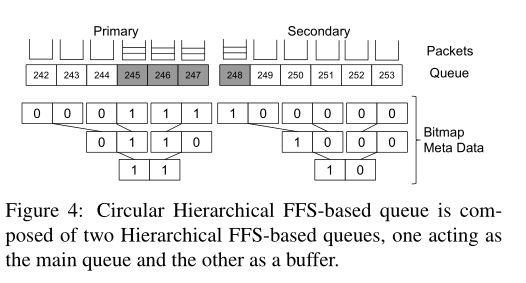 Primary Secondary
Packets
242 243 244 245 246 247 248 249 250 251 252 253 Queue
0 0 0 1 1 1 1 0 0 0 0 0
0 1 1 0 1 0 0 0
Bitmap
Meta Data
1 1 1 0
Figure 4: Circular Hierarchical FFS-based queue is com-
posed of two Hierarchical FFS-based queues, one acting as
the main queue and the other as a buffer.